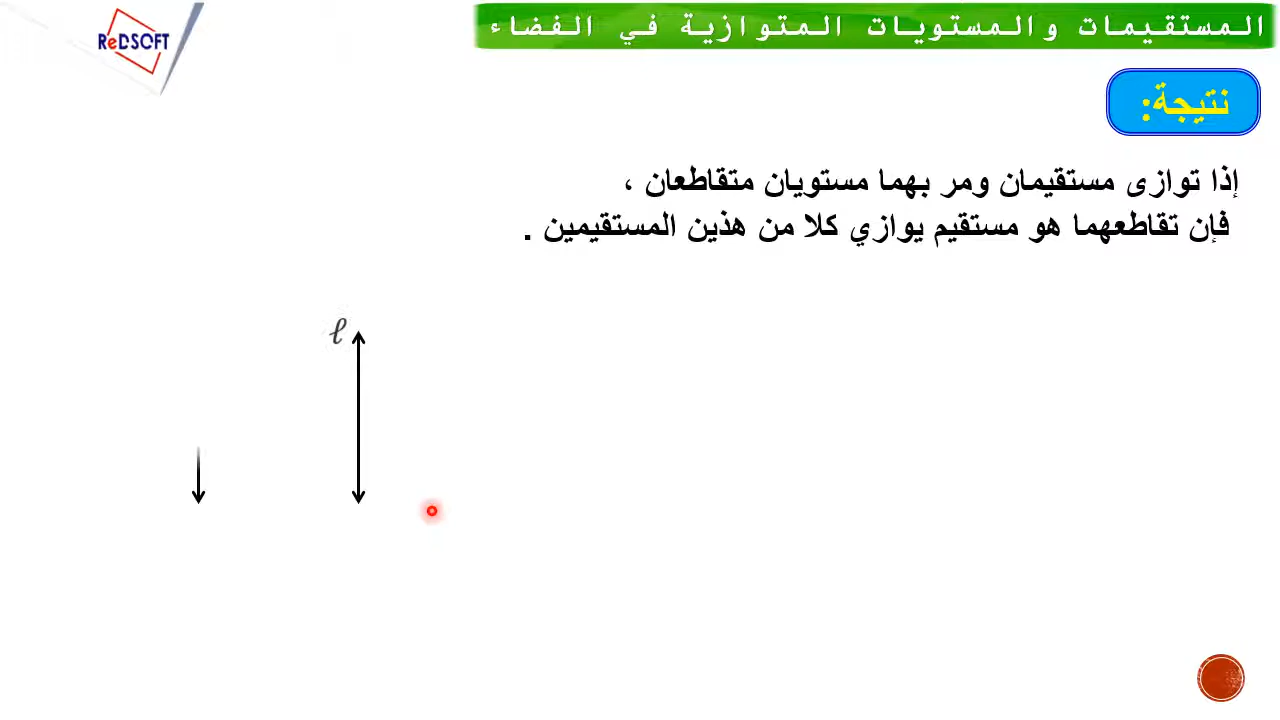 ReDSOFT
المستقيمات والمستويات المتوازية في الفضاء
نتيجة:
إذا توازى مستقيمان ومر بهما مستويان متقاطعان ،
فإن تقاطعهما هو مستقيم يوازي كلا من هذين المستقيمين .
ℓ